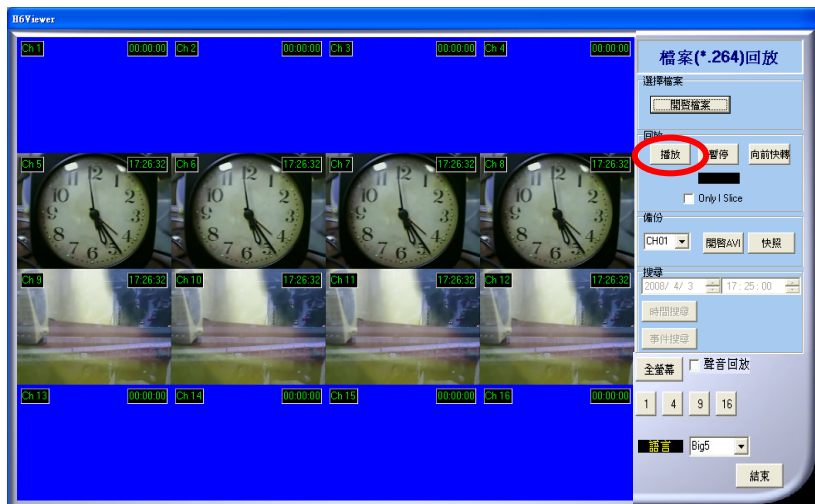 H6Viewer
Ch 1 00:00:00 Ch 2 00:00:00 Ch 3 00:00:00 Ch 4 00:00:00
Ch 5 17:26:32 Ch 6 17:26:32 Ch 7 17:26:32 Ch 8 17:26:32
Ch 9 17:26:32 Ch 10 17:26:32 Ch 11 17:26:32 Ch 12 17:26:32
Ch 13 00:00:00 Ch 14 00:00:00 Ch 15 00:00:00 Ch 16 00:00:00
檔案(*.264)回放
選擇檔案
開啓檔案
回放
播放 暫停 向前快轉
Only I Slice
備份
CH01 開啓AVI 快照
搜尋
2008/ 4/ 3 17:25:00
時間搜尋
事件搜尋
全螢幕 聲音回放
1 4 9 16
語言 Big5
結束